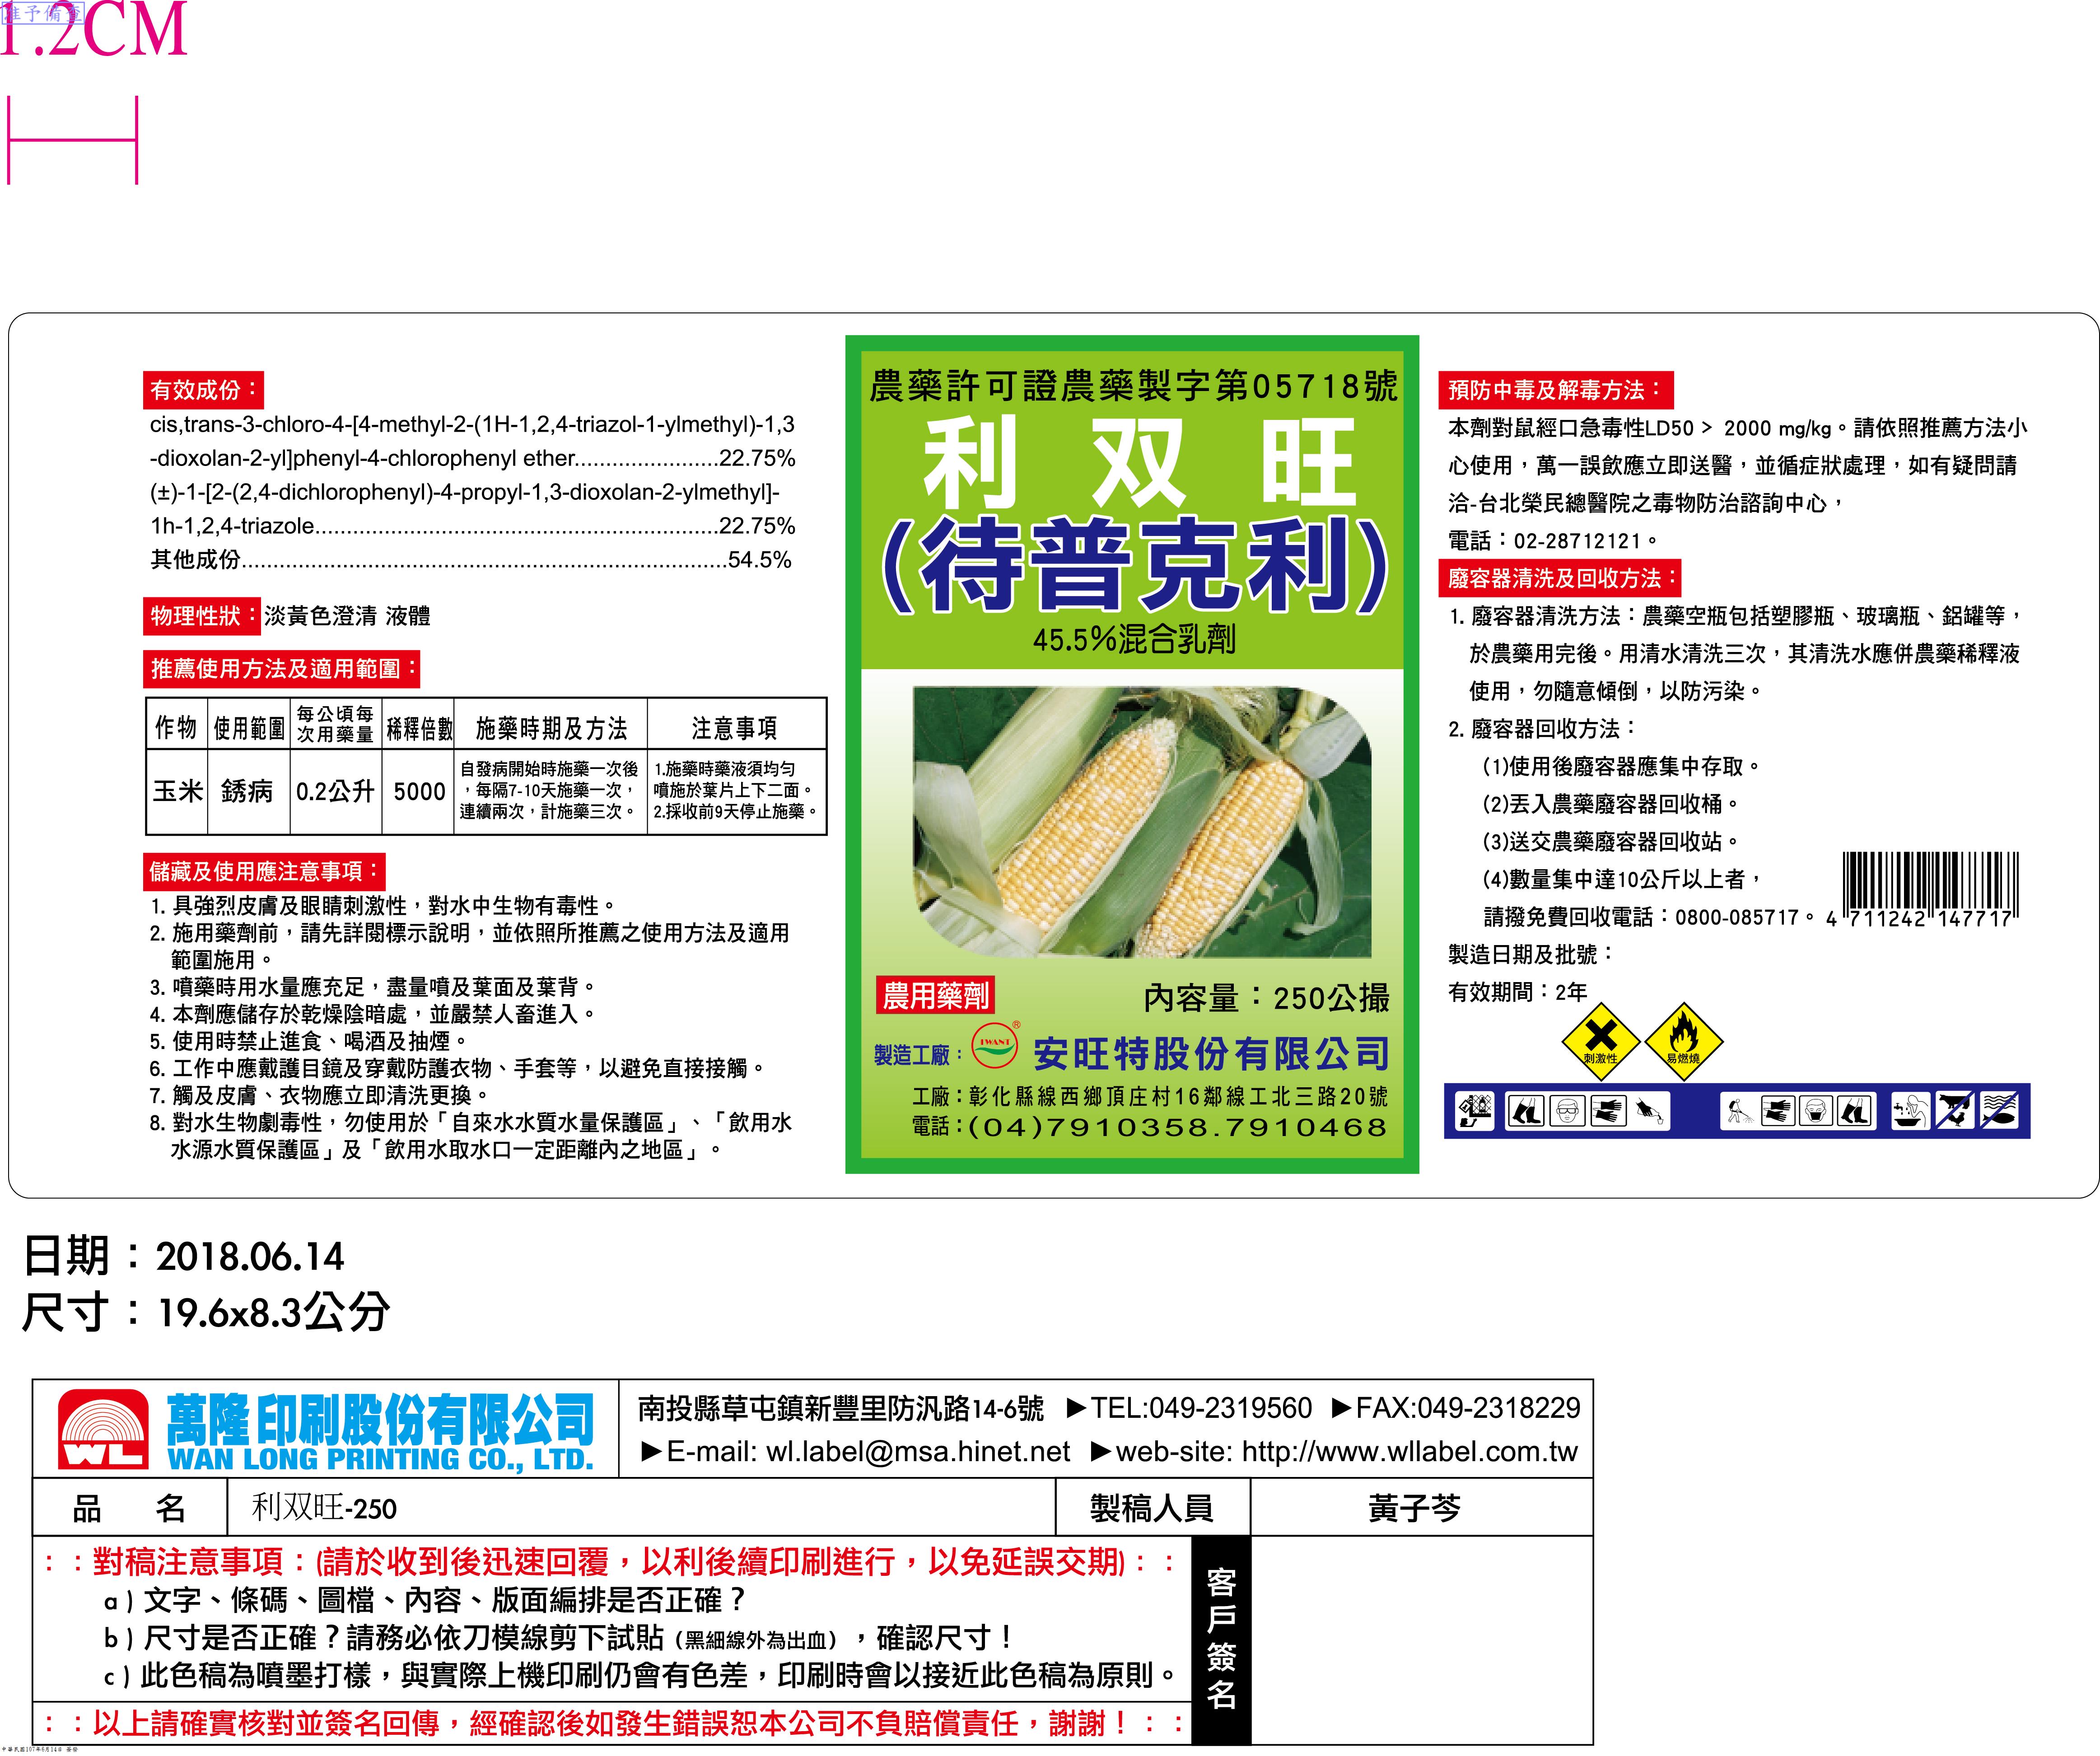 准予備查
1.2CM
有效成份：
cis,trans-3-chloro-4-[4-methyl-2-(1H-1,2,4-triazol-1-ylmethyl)-1,3
-dioxolan-2-yl]phenyl-4-chlorophenyl ether.......................22.75%
(±)-1-[2-(2,4-dichlorophenyl)-4-propyl-1,3-dioxolan-2-ylmethyl]-
1h-1,2,4-triazole................................................................22.75%
其他成份.............................................................................54.5%
物理性狀：淡黃色澄清 液體
推薦使用方法及適用範圍：
作物 使用範圍 每公頃每次用藥量 稀釋倍數 施藥時期及方法 注意事項
玉米 銹病 0.2公升 5000
自發病開始時施藥一次後
，每隔7-10天施藥一次，
連續兩次，計施藥三次。
1.施藥時藥液須均勻
噴施於葉片上下二面。
2.採收前9天停止施藥。
儲藏及使用應注意事項：
1. 具強烈皮膚及眼睛刺激性，對水中生物有毒性。
2. 施用藥劑前，請先詳閱標示說明，並依照所推薦之使用方法及適用
範圍施用。
3. 噴藥時用水量應充足，盡量噴及葉面及葉背。
4. 本劑應儲存於乾燥陰暗處，並嚴禁人畜進入。
5. 使用時禁止進食、喝酒及抽煙。
6. 工作中應戴護目鏡及穿戴防護衣物、手套等，以避免直接接觸。
7. 觸及皮膚、衣物應立即清洗更換。
8. 對水生物劇毒性，勿使用於「自來水水質水量保護區」、「飲用水
水源水質保護區」及「飲用水取水口一定距離內之地區」。
農藥許可證農藥製字第05718號
利双旺
(待普克利)
45.5%混合乳劑
農用藥劑
內容量：250公撮
製造工廠：
IWANT
®
安旺特股份有限公司
工廠：彰化縣線西鄉頂庄村16鄰線工北三路20號
電話：(04)7910358.7910468
預防中毒及解毒方法：
本劑對鼠經口急毒性LD50 > 2000 mg/kg。請依照推薦方法小
心使用，萬一誤飲應立即送醫，並循症狀處理，如有疑問請
洽-台北榮民總醫院之毒物防治諮詢中心，
電話：02-28712121。
廢容器清洗及回收方法：
1. 廢容器清洗方法：農藥空瓶包括塑膠瓶、玻璃瓶、鋁罐等，
於農藥用完後。用清水清洗三次，其清洗水應併農藥稀釋液
使用，勿隨意傾倒，以防污染。
2. 廢容器回收方法：
(1)使用後廢容器應集中存取。
(2)丟入農藥廢容器回收桶。
(3)送交農藥廢容器回收站。
(4)數量集中達10公斤以上者，
請撥免費回收電話：0800-085717。
4 711242 147717
製造日期及批號：
有效期間：2年
刺激性
易燃燒
日期：2018.06.14
尺寸：19.6x8.3公分
WL
萬隆印刷股份有限公司
WAN LONG PRINTING CO., LTD.
南投縣草屯鎮新豐里防汎路14-6號 ►TEL:049-2319560 ►FAX:049-2318229
►E-mail: wl.label@msa.hinet.net ►web-site: http://www.wllabel.com.tw
品 名 利双旺-250 製稿人員 黃子芩
：：對稿注意事項：(請於收到後迅速回覆，以利後續印刷進行，以免延誤交期)：：
a ) 文字、條碼、圖檔、內容、版面編排是否正確？
b ) 尺寸是否正確？請務必依刀模線剪下試貼（黑細線外為出血），確認尺寸！
c ) 此色稿為噴墨打樣，與實際上機印刷仍會有色差，印刷時會以接近此色稿為原則。
：：以上請確實核對並簽名回傳，經確認後如發生錯誤恕本公司不負賠償責任，謝謝！：：
客戶簽名
中華民國107年6月14日